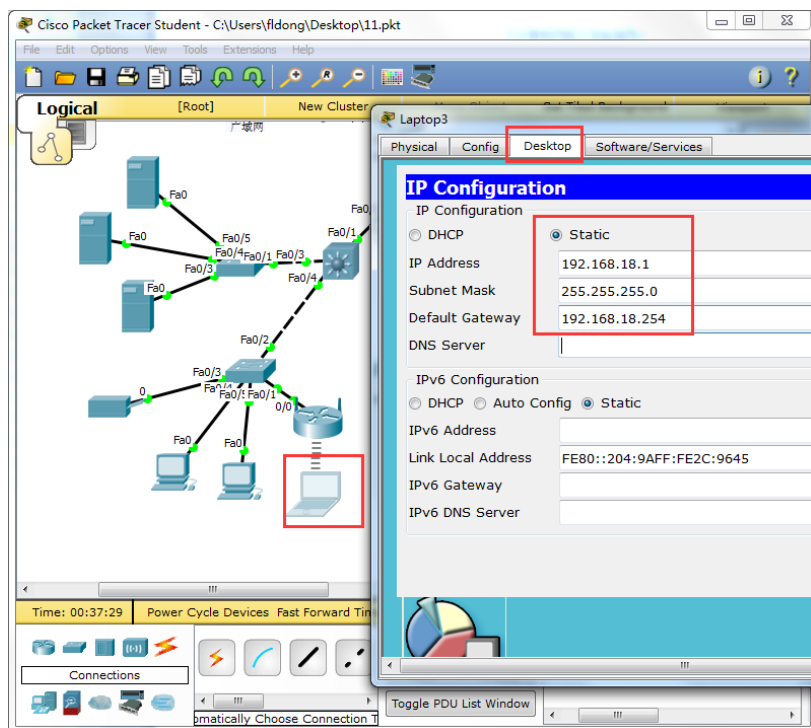 Cisco Packet Tracer Student - C:\Users\fldong\Desktop\11.pkt
File Edit Options View Tools Extensions Help
Logical [Root] New Cluster
广域网
Fa0
Fa0/5
Fa0
Fa0/4 Fa0/1 Fa0/3
Fa0/3
Fa0
Fa0/1
Fa0/4
Fa0/2
Fa0/3
0
Fa0/1
0/0
Fa0
Fa0
Laptop3
Physical Config Desktop Software/Services
IP Configuration
IP Configuration
DHCP Static
IP Address 192.168.18.1
Subnet Mask 255.255.255.0
Default Gateway 192.168.18.254
DNS Server
IPv6 Configuration
DHCP Auto Config Static
IPv6 Address
Link Local Address FE80::204:9AFF:FE2C:9645
IPv6 Gateway
IPv6 DNS Server
Time: 00:37:29 Power Cycle Devices Fast Forward Tim
Connections
Toggle PDU List Window
omatically Choose Connection T